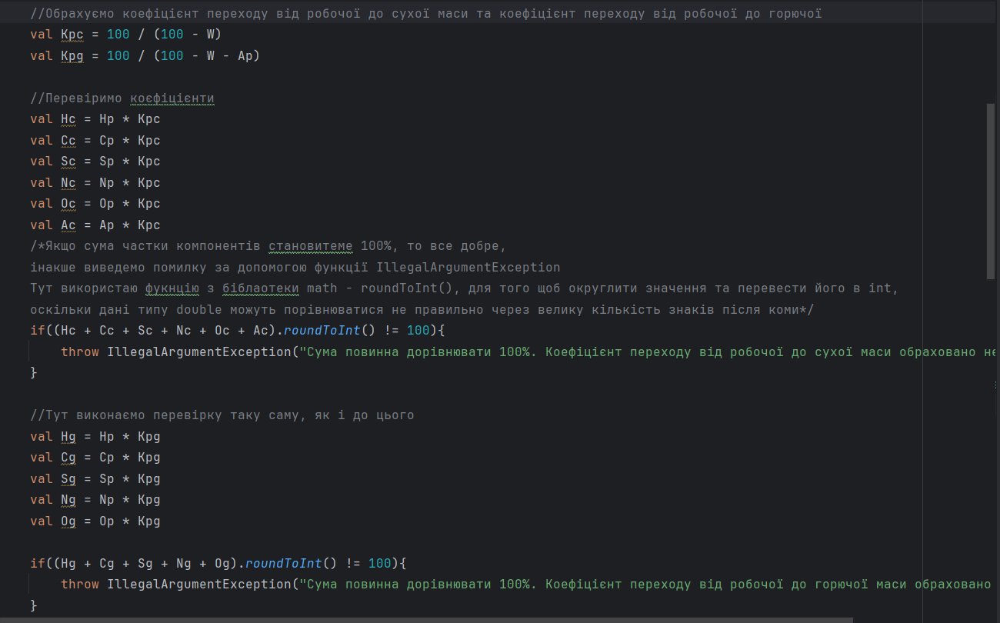 //Обрахуємо коефіцієнт переходу від робочої до сухої маси та коефіцієнт переходу від робочої до горючої
val Kpc = 100 / (100 - W)
val Kpg = 100 / (100 - W - Ap)
//Перевіримо коєфіцієнти
val Hc = Hp * Kpc
val Cc = Cp * Kpc
val Sc = Sp * Kpc
val Nc = Np * Kpc
val Oc = Op * Kpc
val Ac = Ap * Kpc
/*Якщо сума частки компонентів становитеме 100%, то все добре,
інакше виведемо помилку за допомогою функції IllegalArgumentException
Тут використаю фукнцію з біблаотеки math - roundToInt(), для того щоб округлити значення та перевести його в int,
оскільки дані типу double можуть порівнюватися не правильно через велику кількість знаків після коми*/
if((Hc + Cc + Sc + Nc + Oc + Ac).roundToInt() != 100){
throw IllegalArgumentException("Сума повинна дорівнювати 100%. Коефіцієнт переходу від робочої до сухої маси обраховано не
}
//Тут виконаємо перевірку таку саму, як і до цього
val Hg = Hp * Kpg
val Cg = Cp * Kpg
val Sg = Sp * Kpg
val Ng = Np * Kpg
val Og = Op * Kpg
if((Hg + Cg + Sg + Ng + Og).roundToInt() != 100){
throw IllegalArgumentException("Сума повинна дорівнювати 100%. Коефіцієнт переходу від робочої до горючої маси обраховано
}